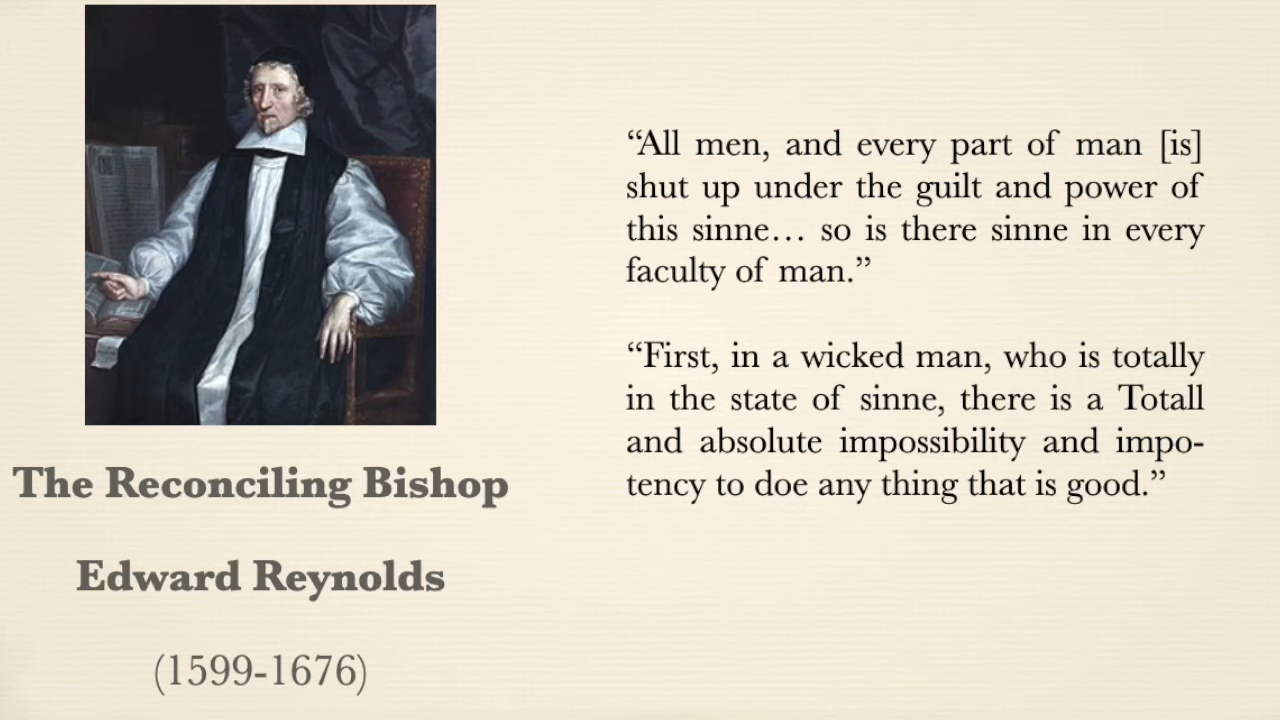 The Reconciling Bishop
Edward Reynolds
(1599-1676)
“All men, and every part of man [is]
shut up under the guilt and power of
this sinne… so is there sinne in every
faculty of man.”
“First, in a wicked man, who is totally
in the state of sinne, there is a Totall
and absolute impossibility and impo-
tency to doe any thing that is good.”